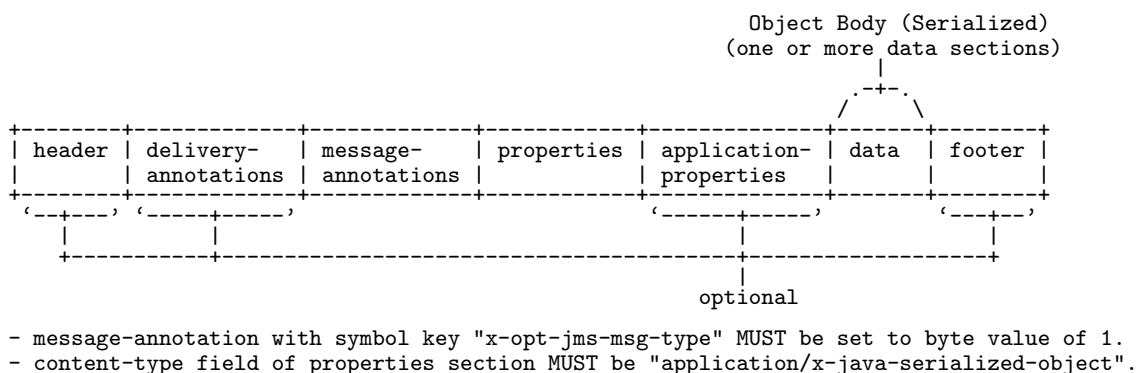 Object Body (Serialized)
(one or more data sections)
header | delivery- | message- | properties | application- | data | footer
annotations | annotations | properties
optional
- message-annotation with symbol key "x-opt-jms-msg-type" MUST be set to byte value of 1.
- content-type field of properties section MUST be "application/x-java-serialized-object".